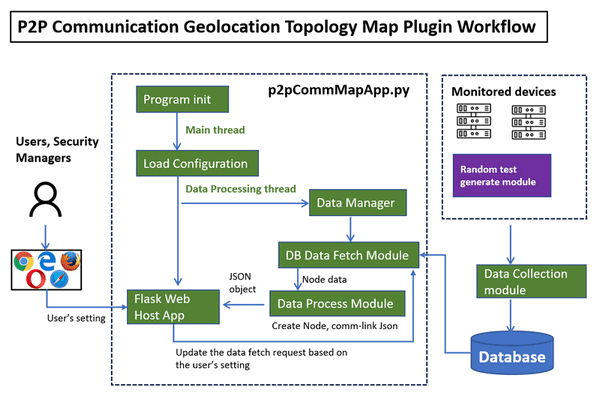 P2P Communication Geolocation Topology Map Plugin Workflow
p2pCommMapApp.py
Program init
Main thread
Load Configuration
Data Processing thread
Data Manager
DB Data Fetch Module
Node data
JSON
object
Data Process Module
Create Node, comm-link Json
Flask Web
Host App
Update the data fetch request based on
the user's setting
Users, Security
Managers
User's setting
Monitored devices
Random test
generate module
Data Collection
module
Database